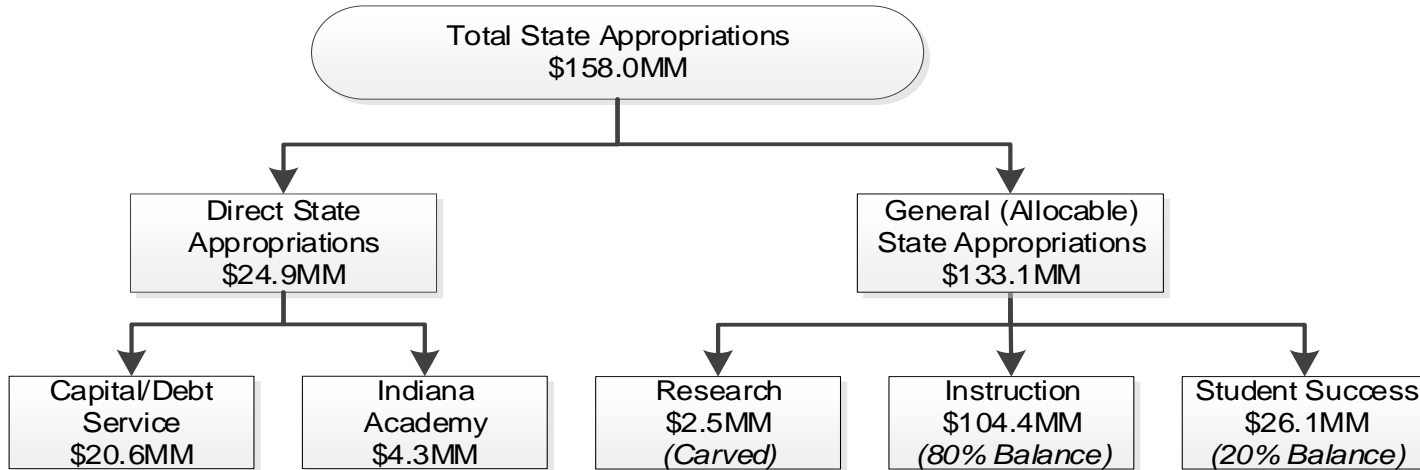 Total State Appropriations
$158.0MM
Direct State
Appropriations
$24.9MM
General (Allocable)
State Appropriations
$133.1MM
Capital/Debt
Service
$20.6MM
Indiana
Academy
$4.3MM
Research
$2.5MM
(Carved)
Instruction
$104.4MM
(80% Balance)
Student Success
$26.1MM
(20% Balance)